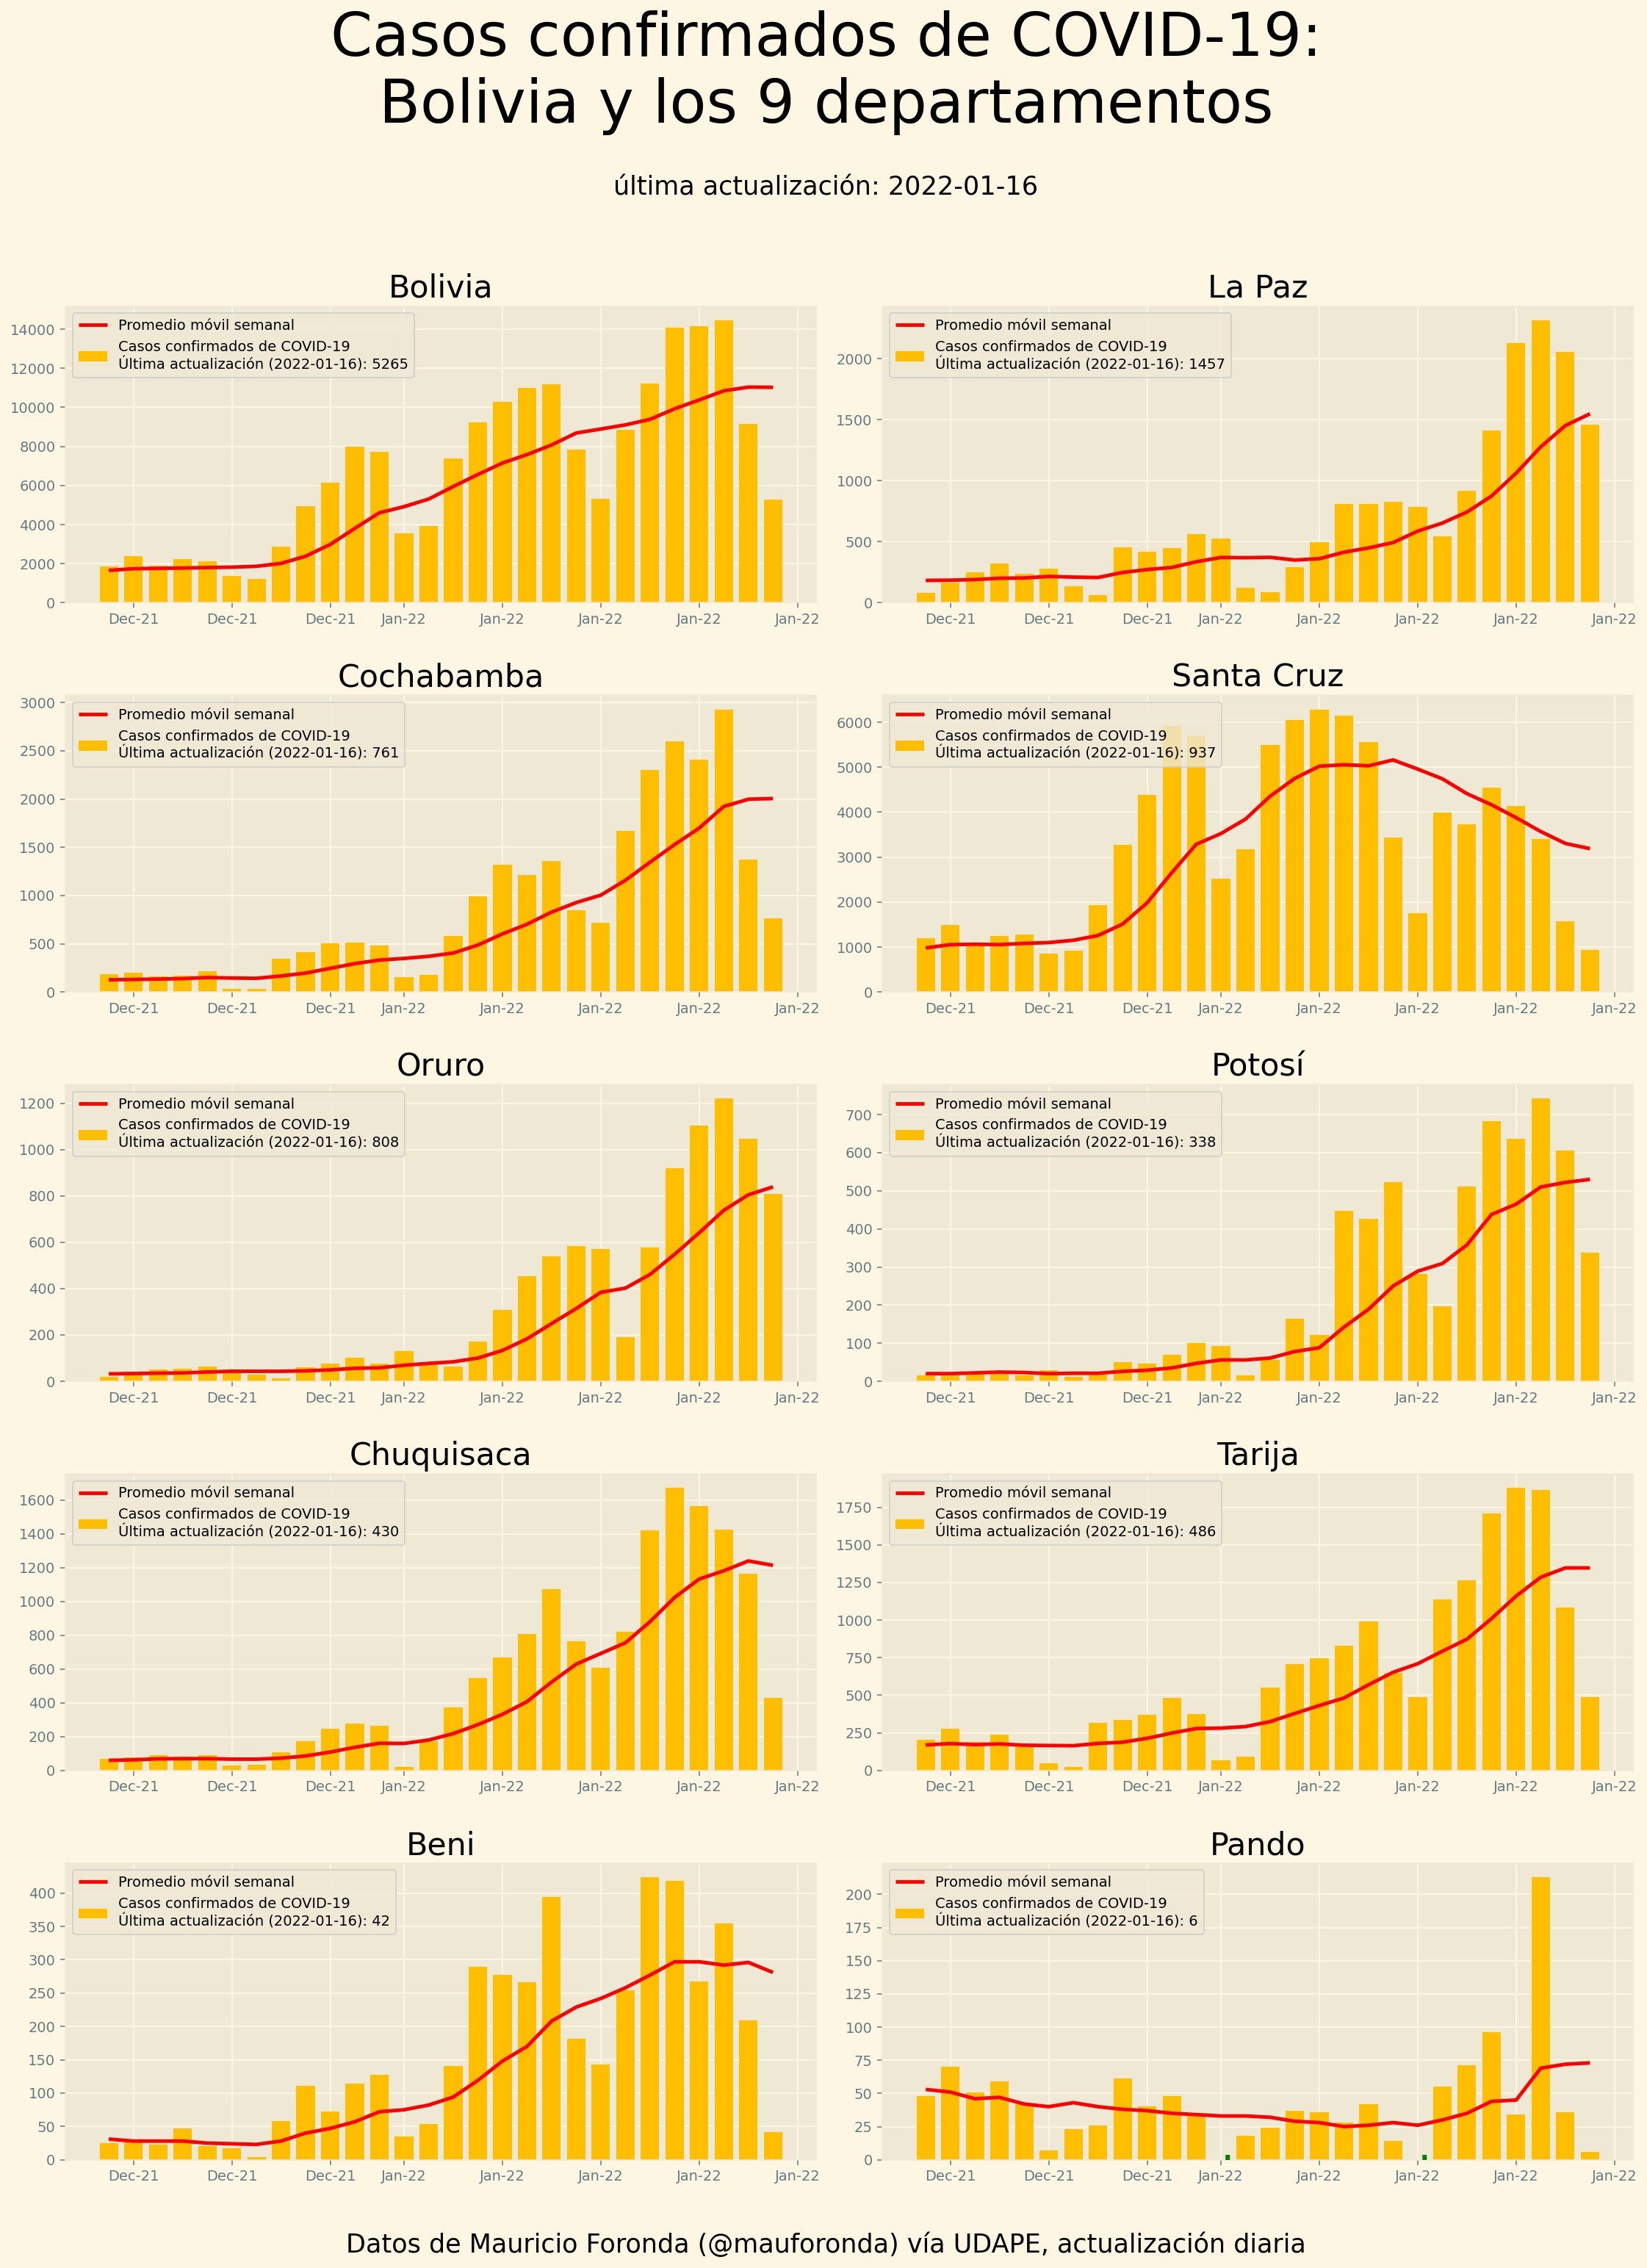 Casos confirmados de COVID-19:
Bolivia y los 9 departamentos
última actualización: 2022-01-16
Bolivia
Promedio móvil semanal
Casos confirmados de COVID-19
Última actualización (2022-01-16): 5265
14000
12000
10000
8000
6000
4000
2000
0
Dec-21 Dec-21 Dec-21 Jan-22 Jan-22 Jan-22 Jan-22 Jan-22
La Paz
Promedio móvil semanal
Casos confirmados de COVID-19
Última actualización (2022-01-16): 1457
2000
1500
1000
500
0
Dec-21 Dec-21 Dec-21 Jan-22 Jan-22 Jan-22 Jan-22 Jan-22
Cochabamba
Promedio móvil semanal
Casos confirmados de COVID-19
Última actualización (2022-01-16): 761
3000
2500
2000
1500
1000
500
0
Dec-21 Dec-21 Dec-21 Jan-22 Jan-22 Jan-22 Jan-22 Jan-22
Santa Cruz
Promedio móvil semanal
Casos confirmados de COVID-19
Última actualización (2022-01-16): 937
6000
5000
4000
3000
2000
1000
0
Dec-21 Dec-21 Dec-21 Jan-22 Jan-22 Jan-22 Jan-22 Jan-22
Oruro
Promedio móvil semanal
Casos confirmados de COVID-19
Última actualización (2022-01-16): 808
1200
1000
800
600
400
200
0
Dec-21 Dec-21 Dec-21 Jan-22 Jan-22 Jan-22 Jan-22 Jan-22
Potosí
Promedio móvil semanal
Casos confirmados de COVID-19
Última actualización (2022-01-16): 338
700
600
500
400
300
200
100
0
Dec-21 Dec-21 Dec-21 Jan-22 Jan-22 Jan-22 Jan-22 Jan-22
Chuquisaca
Promedio móvil semanal
Casos confirmados de COVID-19
Última actualización (2022-01-16): 430
1600
1400
1200
1000
800
600
400
200
0
Dec-21 Dec-21 Dec-21 Jan-22 Jan-22 Jan-22 Jan-22 Jan-22
Tarija
Promedio móvil semanal
Casos confirmados de COVID-19
Última actualización (2022-01-16): 486
1750
1500
1250
1000
750
500
250
0
Dec-21 Dec-21 Dec-21 Jan-22 Jan-22 Jan-22 Jan-22 Jan-22
Beni
Promedio móvil semanal
Casos confirmados de COVID-19
Última actualización (2022-01-16): 42
400
350
300
250
200
150
100
50
0
Dec-21 Dec-21 Dec-21 Jan-22 Jan-22 Jan-22 Jan-22 Jan-22
Pando
Promedio móvil semanal
Casos confirmados de COVID-19
Última actualización (2022-01-16): 6
200
175
150
125
100
75
50
25
0
Dec-21 Dec-21 Dec-21 Jan-22 Jan-22 Jan-22 Jan-22 Jan-22
Datos de Mauricio Foronda (@mauforonda) vía UDAPE, actualización diaria